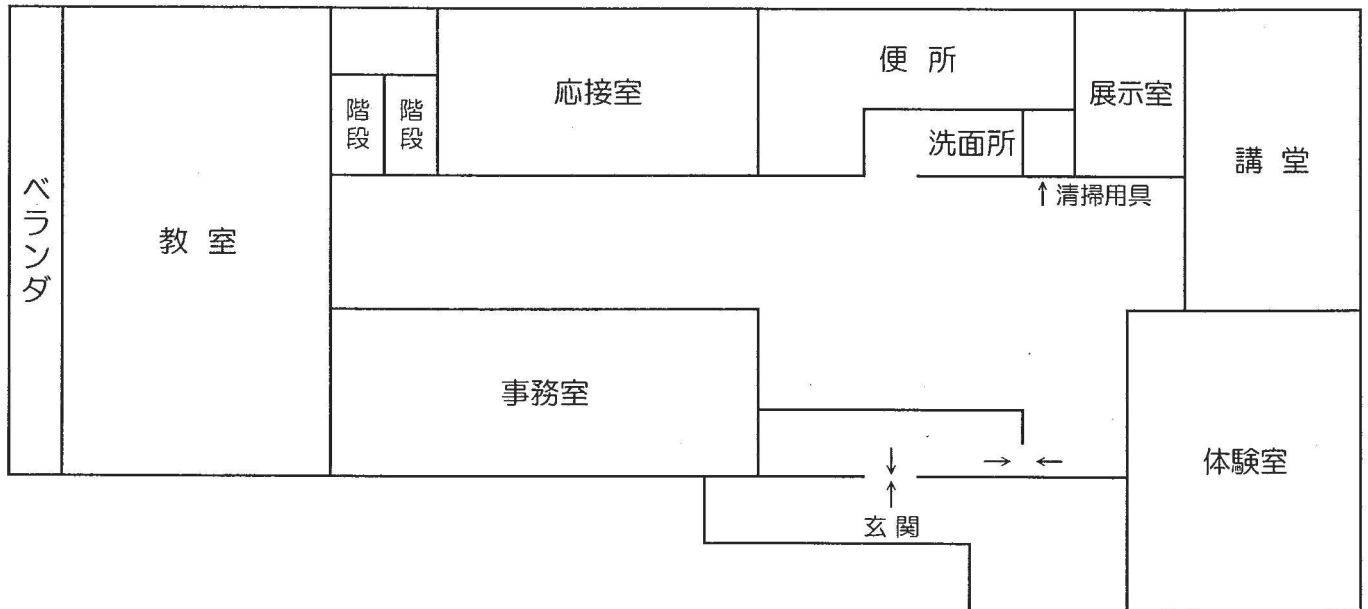 ベランダ
教室
階段
階段
応接室
便所
洗面所
展示室
講堂
↑清掃用具
事務室
体験室
玄関